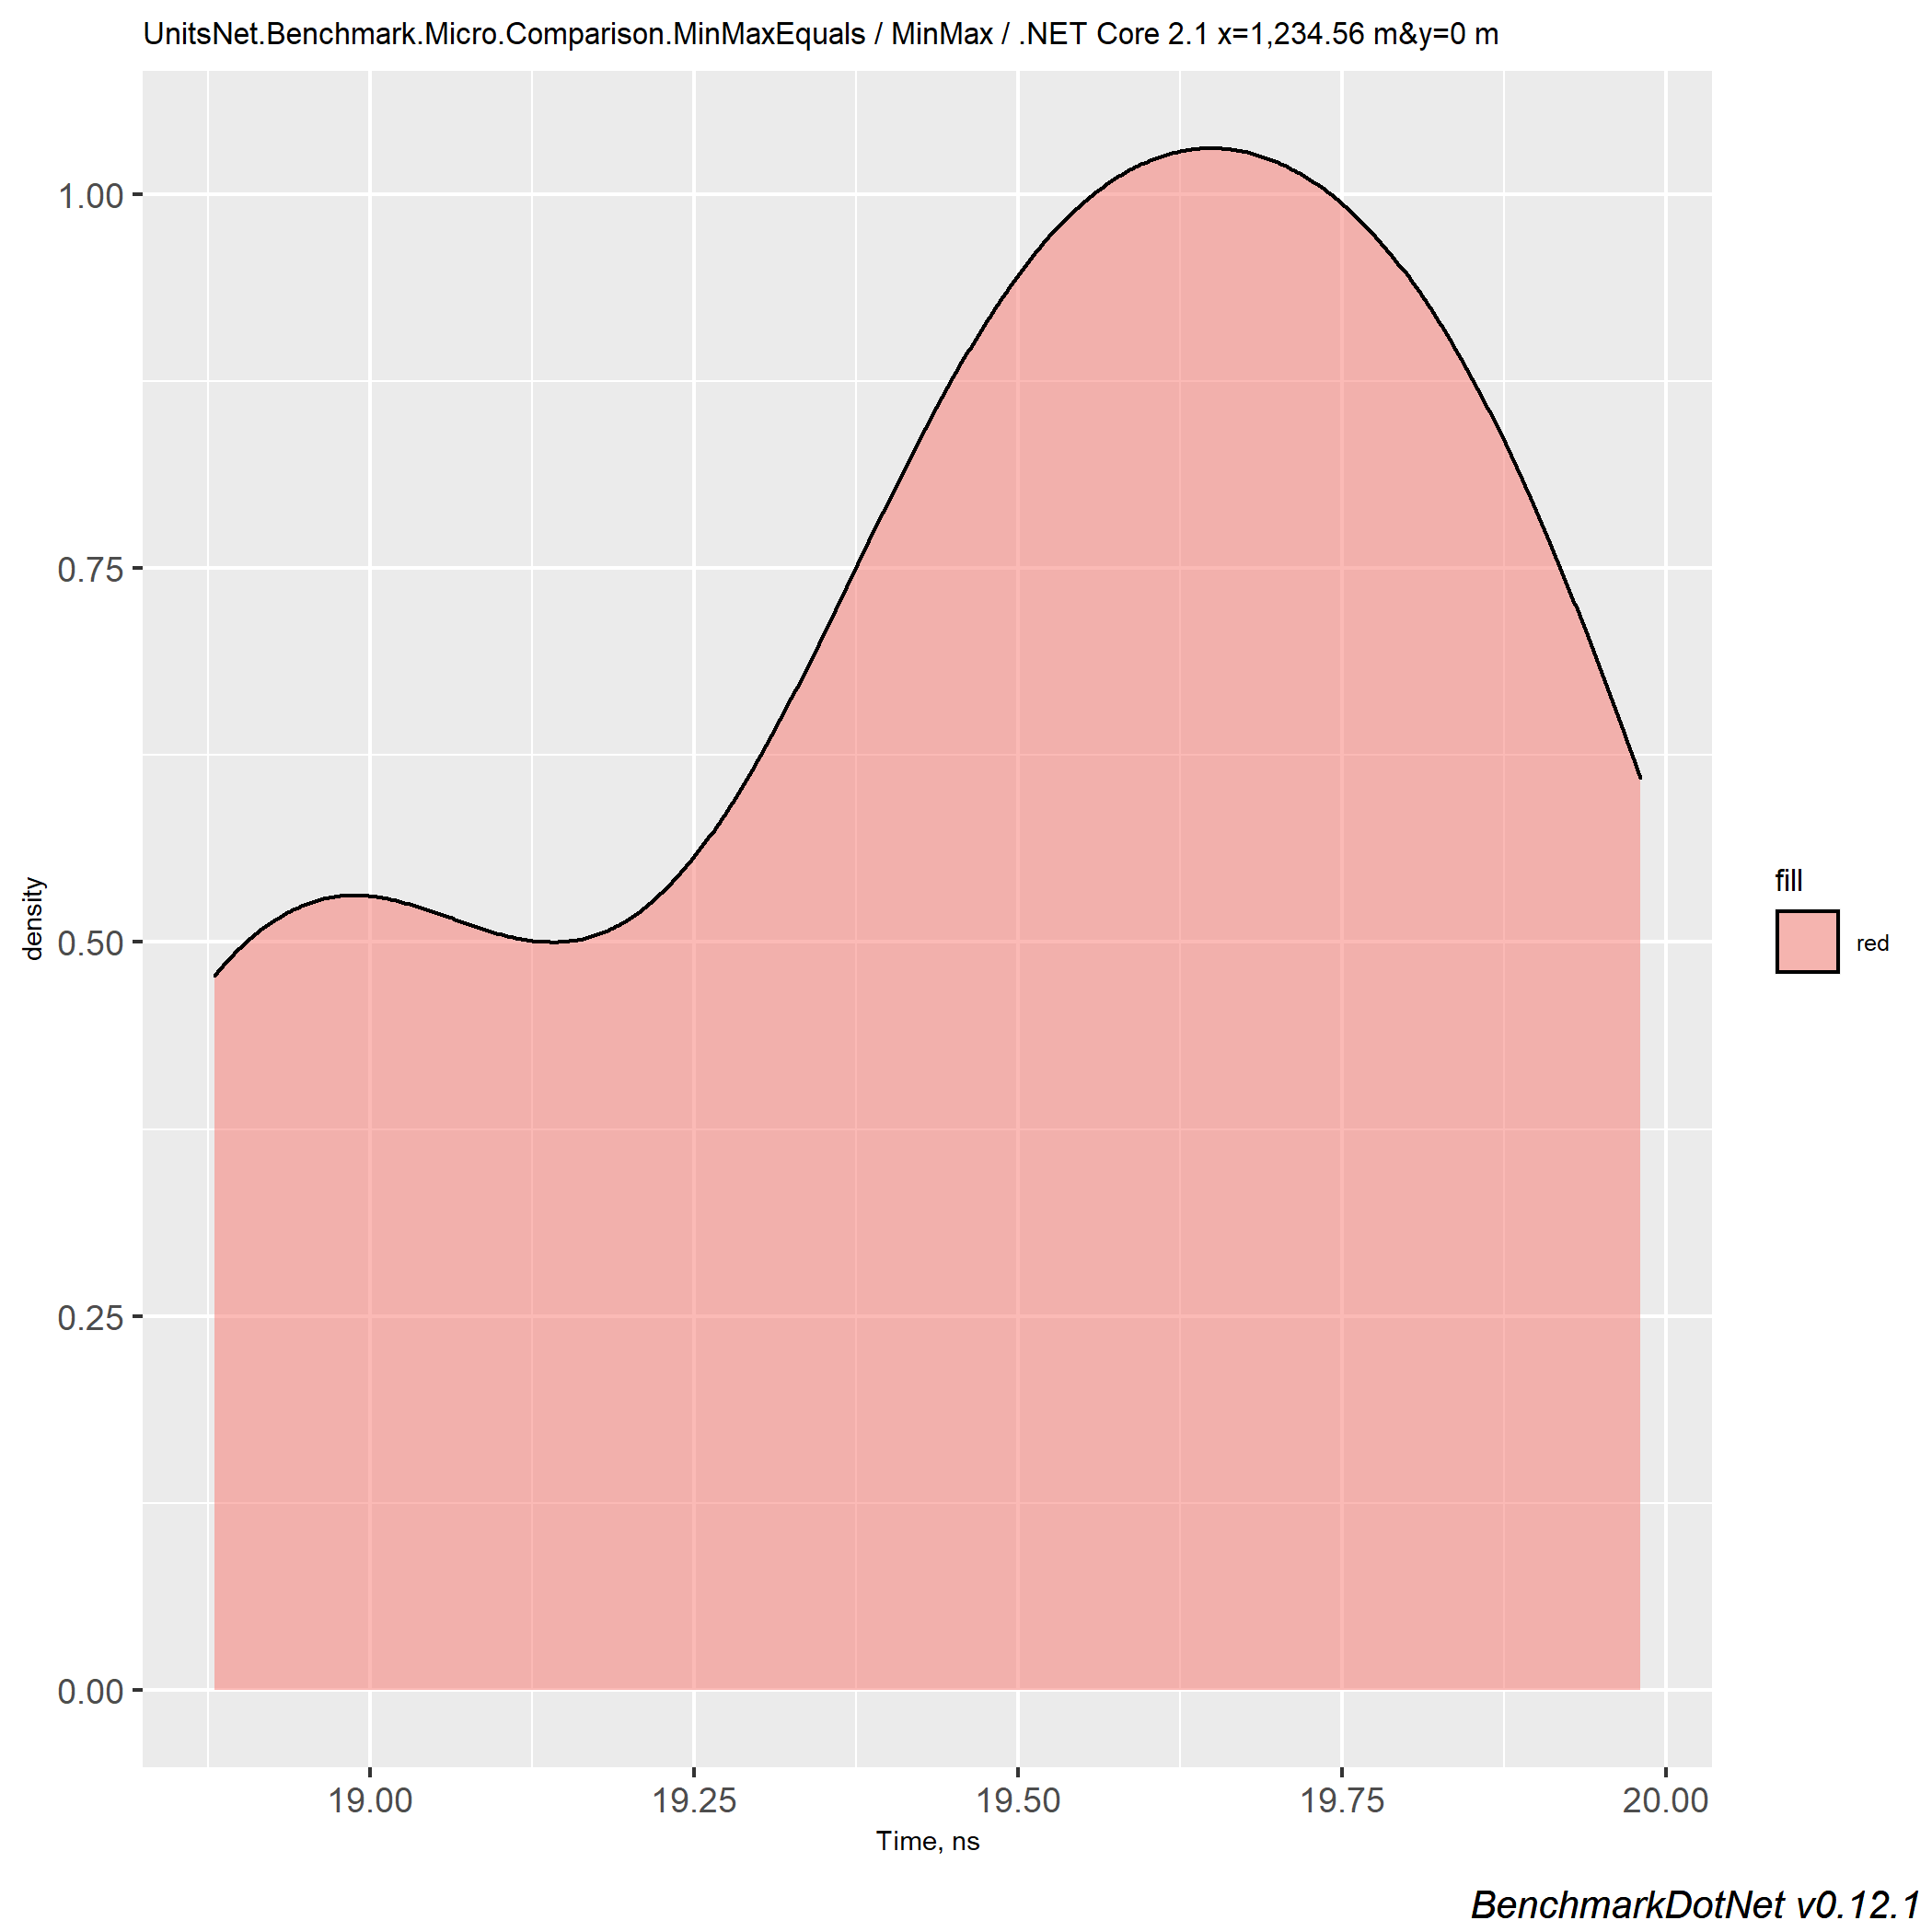 UnitsNet.Benchmark.Micro.Comparison.MinMaxEquals / MinMax / .NET Core 2.1 x=1,234.56 m&y=0 m
1.00
0.75
0.50
0.25
0.00
density
19.00 19.25 19.50 19.75 20.00
Time, ns
fill
red
BenchmarkDotNet v0.12.1